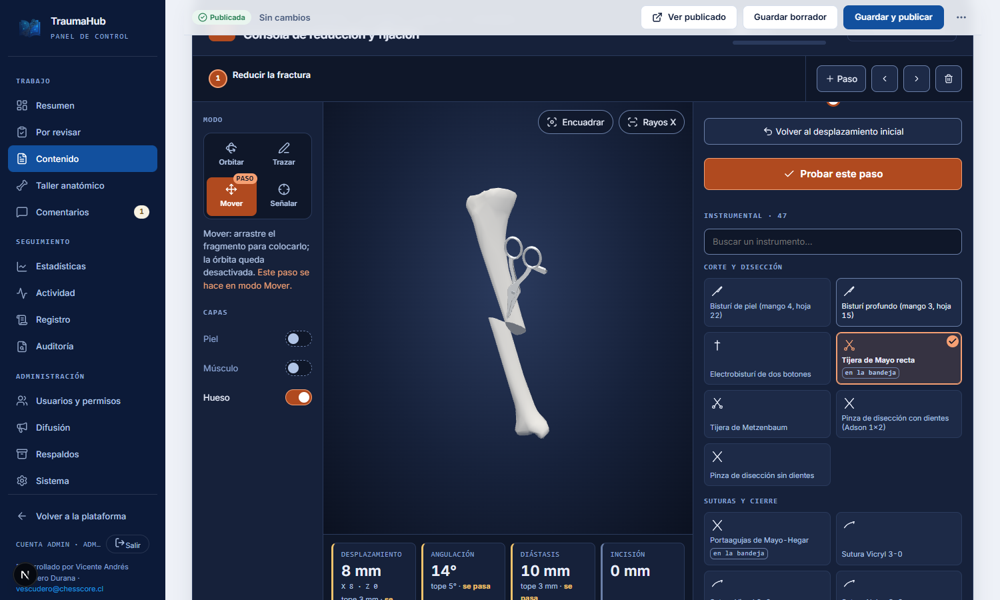 TraumaHub
PANEL DE CONTROL
TRABAJO
Resumen
Por revisar
Contenido
Taller anatómico
Comentarios
1
SEGUIMIENTO
Estadísticas
Actividad
Registro
Auditoría
ADMINISTRACIÓN
Usuarios y permisos
Difusión
Respaldos
Sistema
Volver a la plataforma
CUENTA ADMIN · ADM…
Salir
rrollado por Vicente Andrés
ero Durana ·
vescudero@chesscore.cl
N
Publicada
Sin cambios
Ver publicado
Guardar borrador
Guardar y publicar
Consola de reducción y fijación
1
Reducir la fractura
Paso
MODO
Orbitar
Trazar
PASO
Mover
Señalar
Mover: arrastre el
fragmento para colocarlo;
la órbita queda
desactivada. Este paso se
hace en modo Mover.
CAPAS
Piel
Músculo
Hueso
Encuadrar
Rayos X
DESPLAZAMIENTO
8 mm
X 8 · Z 0
tope 3 mm · se
ANGULACIÓN
14°
tope 5° · se pasa
DIÁSTASIS
10 mm
tope 3 mm · se
pasa
INCISIÓN
0 mm
Volver al desplazamiento inicial
Probar este paso
INSTRUMENTAL · 47
Buscar un instrumento...
CORTE Y DISECCIÓN
Bisturí de piel (mango 4, hoja
22)
Bisturí profundo (mango 3, hoja
15)
Electrobisturí de dos botones
Tijera de Mayo recta
en la bandeja
Tijera de Metzenbaum
Pinza de disección con dientes
(Adson 1×2)
Pinza de disección sin dientes
SUTURAS Y CIERRE
Portaagujas de Mayo-Hegar
en la bandeja
Sutura Vicryl 3-0